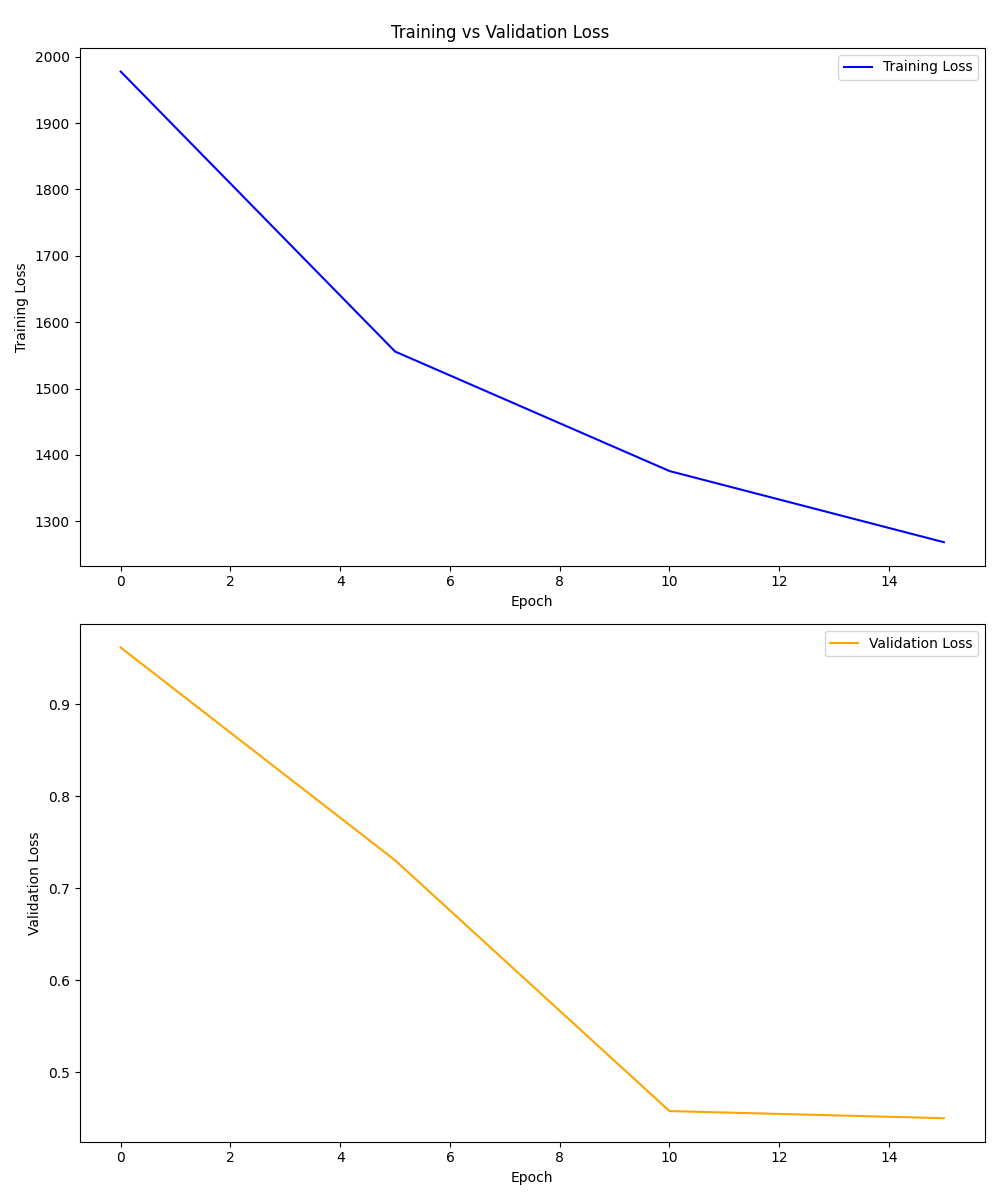 Training vs Validation Loss
Training Loss
2000
1900
1800
1700
1600
1500
1400
1300
Training Loss
0 2 4 6 8 10 12 14
Epoch
Validation Loss
0.9
0.8
0.7
0.6
0.5
Validation Loss
0 2 4 6 8 10 12 14
Epoch